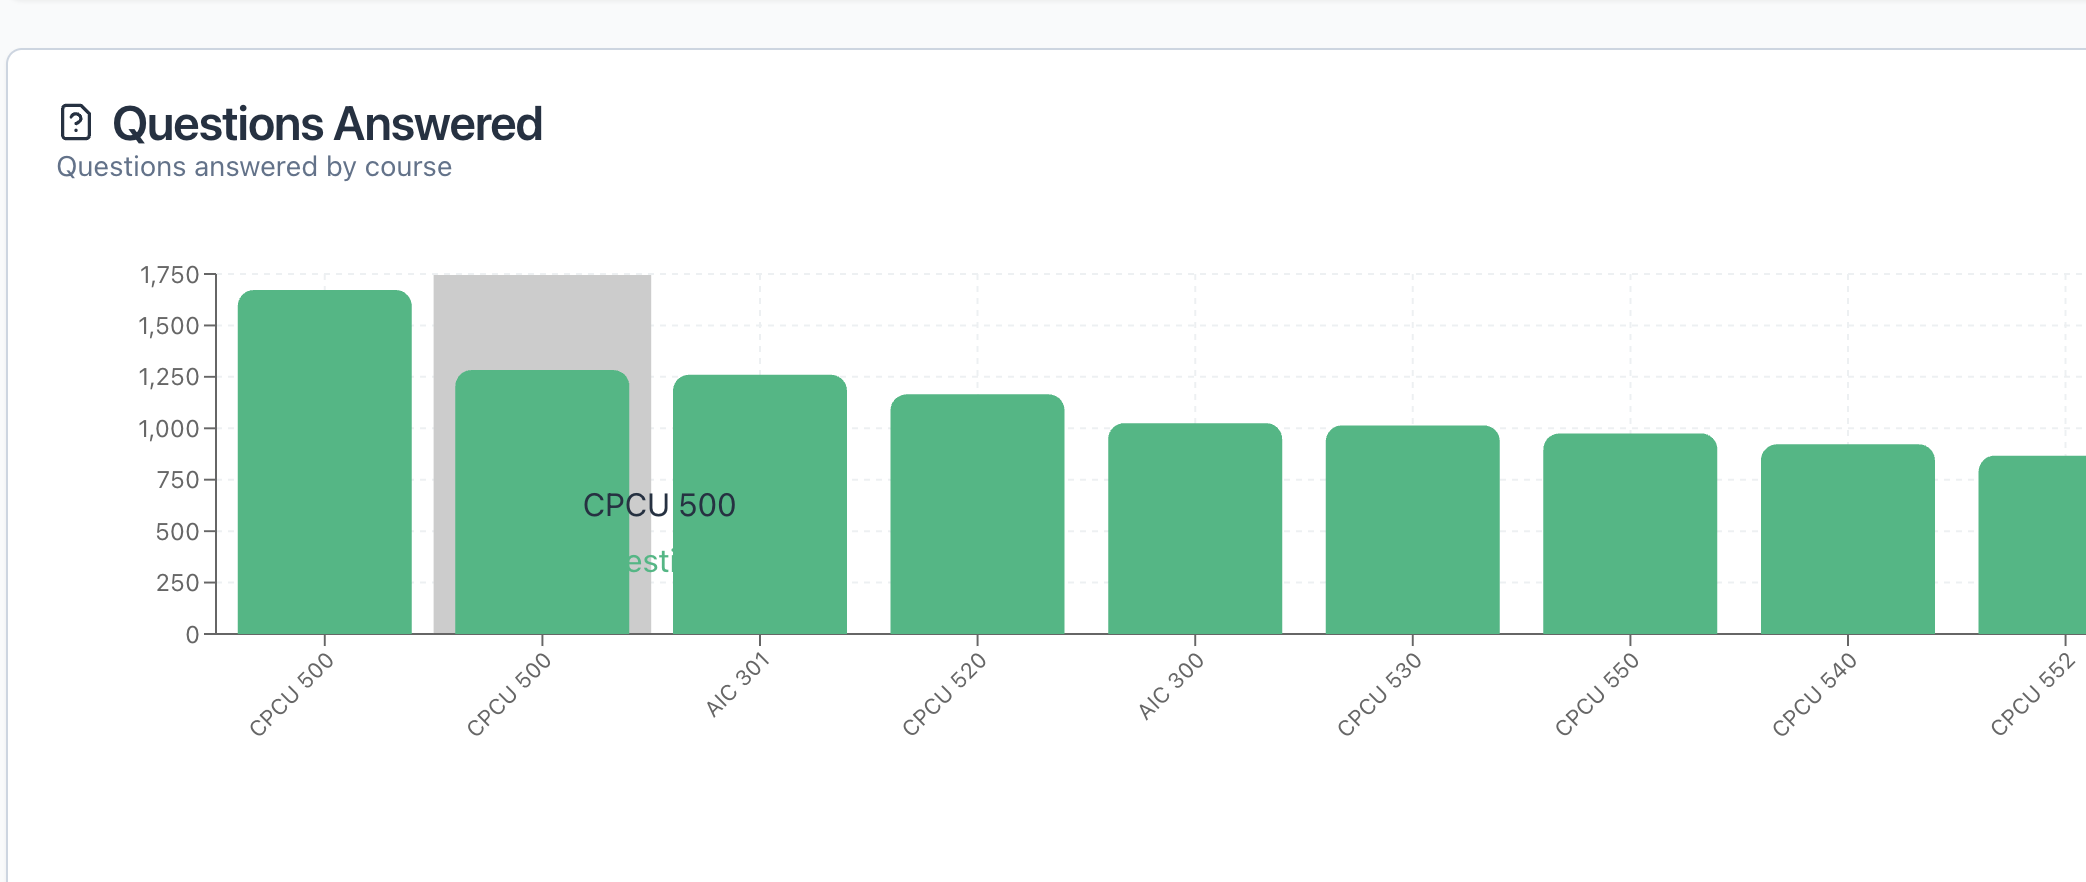 Questions Answered
Questions answered by course
1,750
1,500
1,250
1,000
750
500
250
0
CPCU 500
esti
CPCU 500
CPCU 500
AIC 301
CPCU 520
AIC 300
CPCU 530
CPCU 550
CPCU 540
CPCU 552